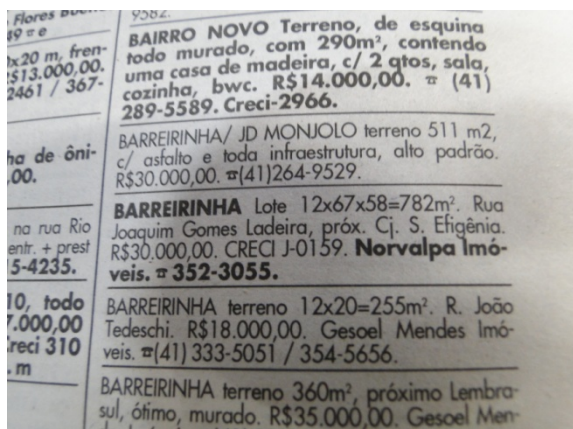 Flores Bueno
49 ☎ e
x20 m, fren-
$13.000,00.
2461 / 367-
ha de ôni-
,00.
na rua Rio
entr. + prest
5-4235.
10, todo
7.000,00
Creci 310
. m
9582.
BAIRRO NOVO Terreno, de esquina
todo murado, com 290m², contendo
uma casa de madeira, c/ 2 qtos, sala,
cozinha, bwc. R$14.000,00. ☎ (41)
289-5589. Creci-2966.
BARREIRINHA/ JD MONJOLO terreno 511 m2,
c/ asfalto e toda infraestrutura, alto padrão.
R$30.000,00. ☎(41)264-9529.
BARREIRINHA Lote 12x67x58=782m². Rua
Joaquim Gomes Ladeira, próx. Cj. S. Efigênia.
R$30.000,00. CRECI J-0159. Norvalpa Imó-
veis. ☎ 352-3055.
BARREIRINHA terreno 12x20=255m². R. João
Tedeschi. R$18.000,00. Gesoel Mendes Imó-
veis. ☎(41) 333-5051 / 354-5656.
BARREIRINHA terreno 360m², próximo Lembra-
sul, ótimo, murado. R$35.000,00. Gesoel Men-